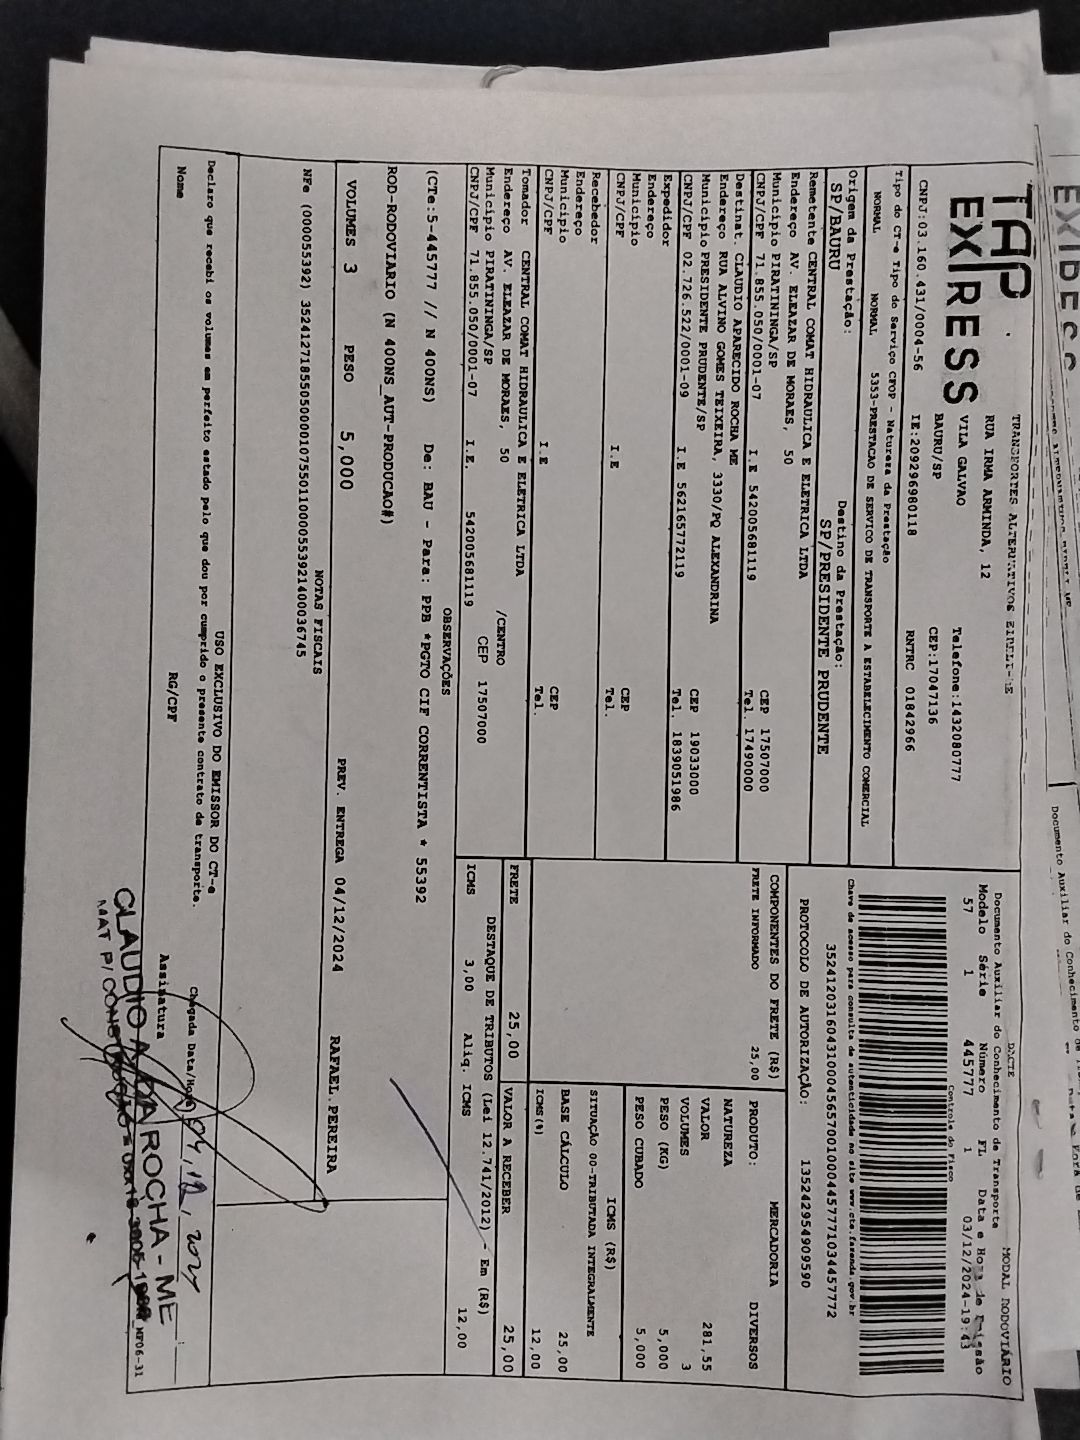 TAP
EXPRESS
TRANSPORTES ALTERNATIVOS EIRELI-ME
RUA IRMA ARMINDA, 12
VILA GALVAO Telefone:1432080777
BAURU/SP CEP:17047136
CNPJ:03.160.431/0004-56 IE:209296980118 RNTRC 01842966
Tipo do CT-e Tipo do Serviço CFOP - Natureza da Prestação
NORMAL NORMAL 5353-PRESTACAO DE SERVICO DE TRANSPORTE A ESTABELECIMENTO COMERCIAL
Origem da Prestação: Destino da Prestação:
SP/BAURU SP/PRESIDENTE PRUDENTE
DACTE MODAL RODOVIÁRIO
Documento Auxiliar do Conhecimento de Transporte
Modelo Série Número FL Data e Hora de Emissão
57 1 445777 1 03/12/2024-19:43
Controle do Fisco
Chave de acesso para consulta de autenticidade no site www.cte.fazenda.gov.br
35241203160431000456570010004457771034457772
PROTOCOLO DE AUTORIZAÇÃO: 135242954909590
Remetente CENTRAL COMAT HIDRAULICA E ELETRICA LTDA
Endereço AV. ELEAZAR DE MORAES, 50
Municipio PIRATININGA/SP CEP 17507000
CNPJ/CPF 71.855.050/0001-07 I.E 542005681119 Tel. 17490000
Destinat. CLAUDIO APARECIDO ROCHA ME
Endereço RUA ALVINO GOMES TEIXEIRA, 3330/PQ ALEXANDRINA
Municipio PRESIDENTE PRUDENTE/SP CEP 19033000
CNPJ/CPF 02.726.522/0001-09 I.E 562165772119 Tel. 1839051986
Expedidor
Endereço
Municipio CEP
CNPJ/CPF I.E Tel.
Recebedor
Endereço
Municipio CEP
CNPJ/CPF I.E Tel.
Tomador CENTRAL COMAT HIDRAULICA E ELETRICA LTDA
Endereço AV. ELEAZAR DE MORAES, 50 /CENTRO
Municipio PIRATININGA/SP CEP 17507000
CNPJ/CPF 71.855.050/0001-07 I.E. 542005681119
COMPONENTES DO FRETE (R$)
FRETE INFORMADO 25,00
PRODUTO: MERCADORIA DIVERSOS
NATUREZA
VALOR 281,55
VOLUMES 3
PESO (KG) 5,000
PESO CUBADO 5,000
ICMS (R$)
SITUAÇÃO 00-TRIBUTADA INTEGRALMENTE
BASE CÁLCULO 25,00
ICMS(%) 12,00
FRETE 25,00 VALOR A RECEBER 25,00
DESTAQUE DE TRIBUTOS (Lei 12.741/2012) - Em (R$)
ICMS 3,00 Aliq. ICMS 12,00
OBSERVAÇÕES
(CTe:5-445777 // N 400NS) De: BAU - Para: PPB *PGTO CIF CORRENTISTA * 55392
ROD-RODOVIARIO (N 400NS_AUT-PRODUCAO#)
VOLUMES 3 PESO 5,000 PREV. ENTREGA 04/12/2024 RAFAEL PEREIRA
NOTAS FISCAIS
NFe (000055392) 35241271855050000107550110000553921400036745
USO EXCLUSIVO DO EMISSOR DO CT-e
Declaro que recebi os volumes em perfeito estado pelo que dou por cumprido o presente contrato de transporte.
Chegada Data/Hora 04,12,2024
Nome RG/CPF Assinatura
CLAUDIO A. DA ROCHA - ME
MAT P/ CONSTRUÇÃO
NF06-31